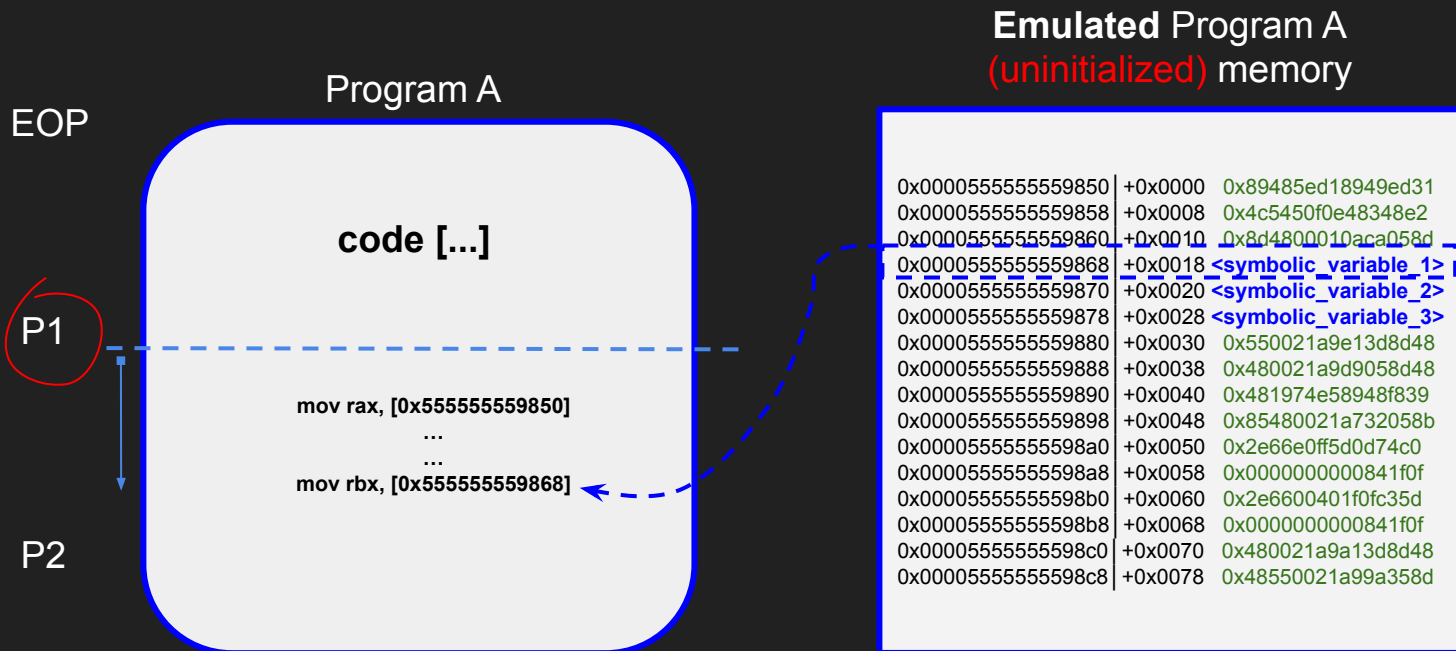 Emulated Program A
(uninitialized) memory
Program A
EOP
code [...]
P1
mov rax, [0x555555559850]
...
...
mov rbx, [0x555555559868]
P2
0x0000555555559850 | +0x0000 0x89485ed18949ed31
0x0000555555559858 | +0x0008 0x4c5450f0e48348e2
0x0000555555559860 | +0x0010 0x8d4800010aca058d
0x0000555555559868 | +0x0018 <symbolic_variable_1>
0x0000555555559870 | +0x0020 <symbolic_variable_2>
0x0000555555559878 | +0x0028 <symbolic_variable_3>
0x0000555555559880 | +0x0030 0x550021a9e13d8d48
0x0000555555559888 | +0x0038 0x480021a9d9058d48
0x0000555555559890 | +0x0040 0x481974e58948f839
0x0000555555559898 | +0x0048 0x85480021a732058b
0x00005555555598a0 | +0x0050 0x2e66e0ff5d0d74c0
0x00005555555598a8 | +0x0058 0x0000000000841f0f
0x00005555555598b0 | +0x0060 0x2e6600401f0fc35d
0x00005555555598b8 | +0x0068 0x0000000000841f0f
0x00005555555598c0 | +0x0070 0x480021a9a13d8d48
0x00005555555598c8 | +0x0078 0x48550021a99a358d